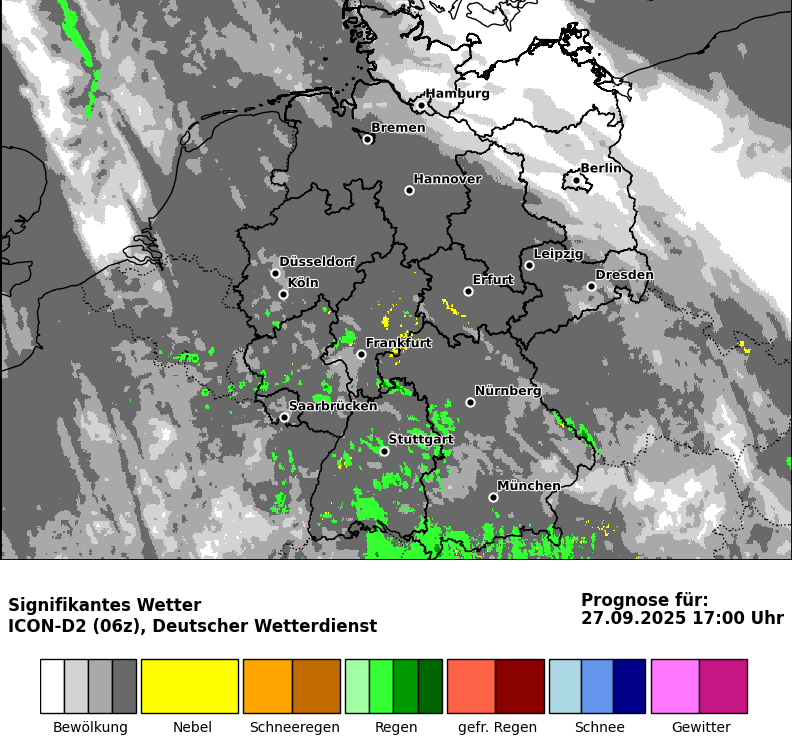 Hamburg
Bremen
Berlin
Hannover
Leipzig
Düsseldorf
Dresden
Köln
Erfurt
Frankfurt
Nürnberg
Saarbrücken
Stuttgart
München
Signifikantes Wetter
ICON-D2 (06z), Deutscher Wetterdienst
Prognose für:
27.09.2025 17:00 Uhr
Bewölkung Nebel Schneeregen Regen gefr. Regen Schnee Gewitter